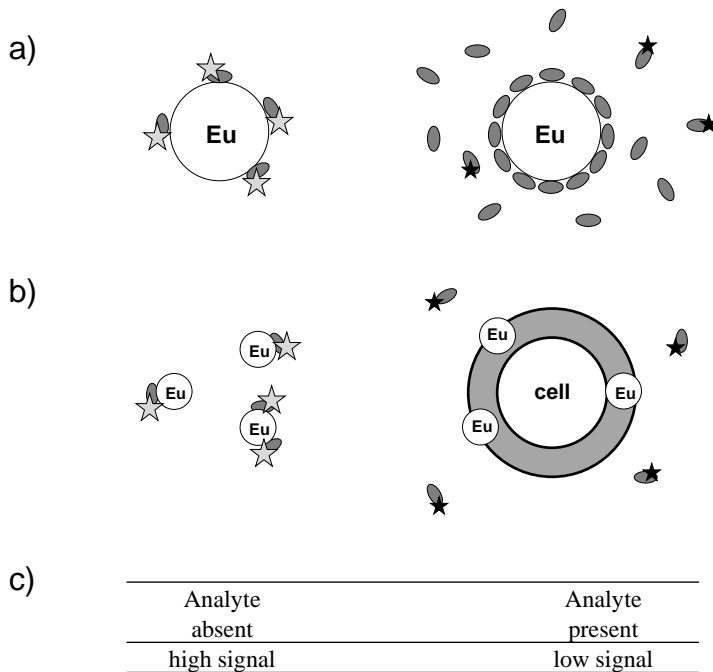 a)
Eu
Eu
b)
Eu
Eu
Eu
Eu
cell
Eu
Eu
c)
Analyte Analyte
absent present
high signal low signal